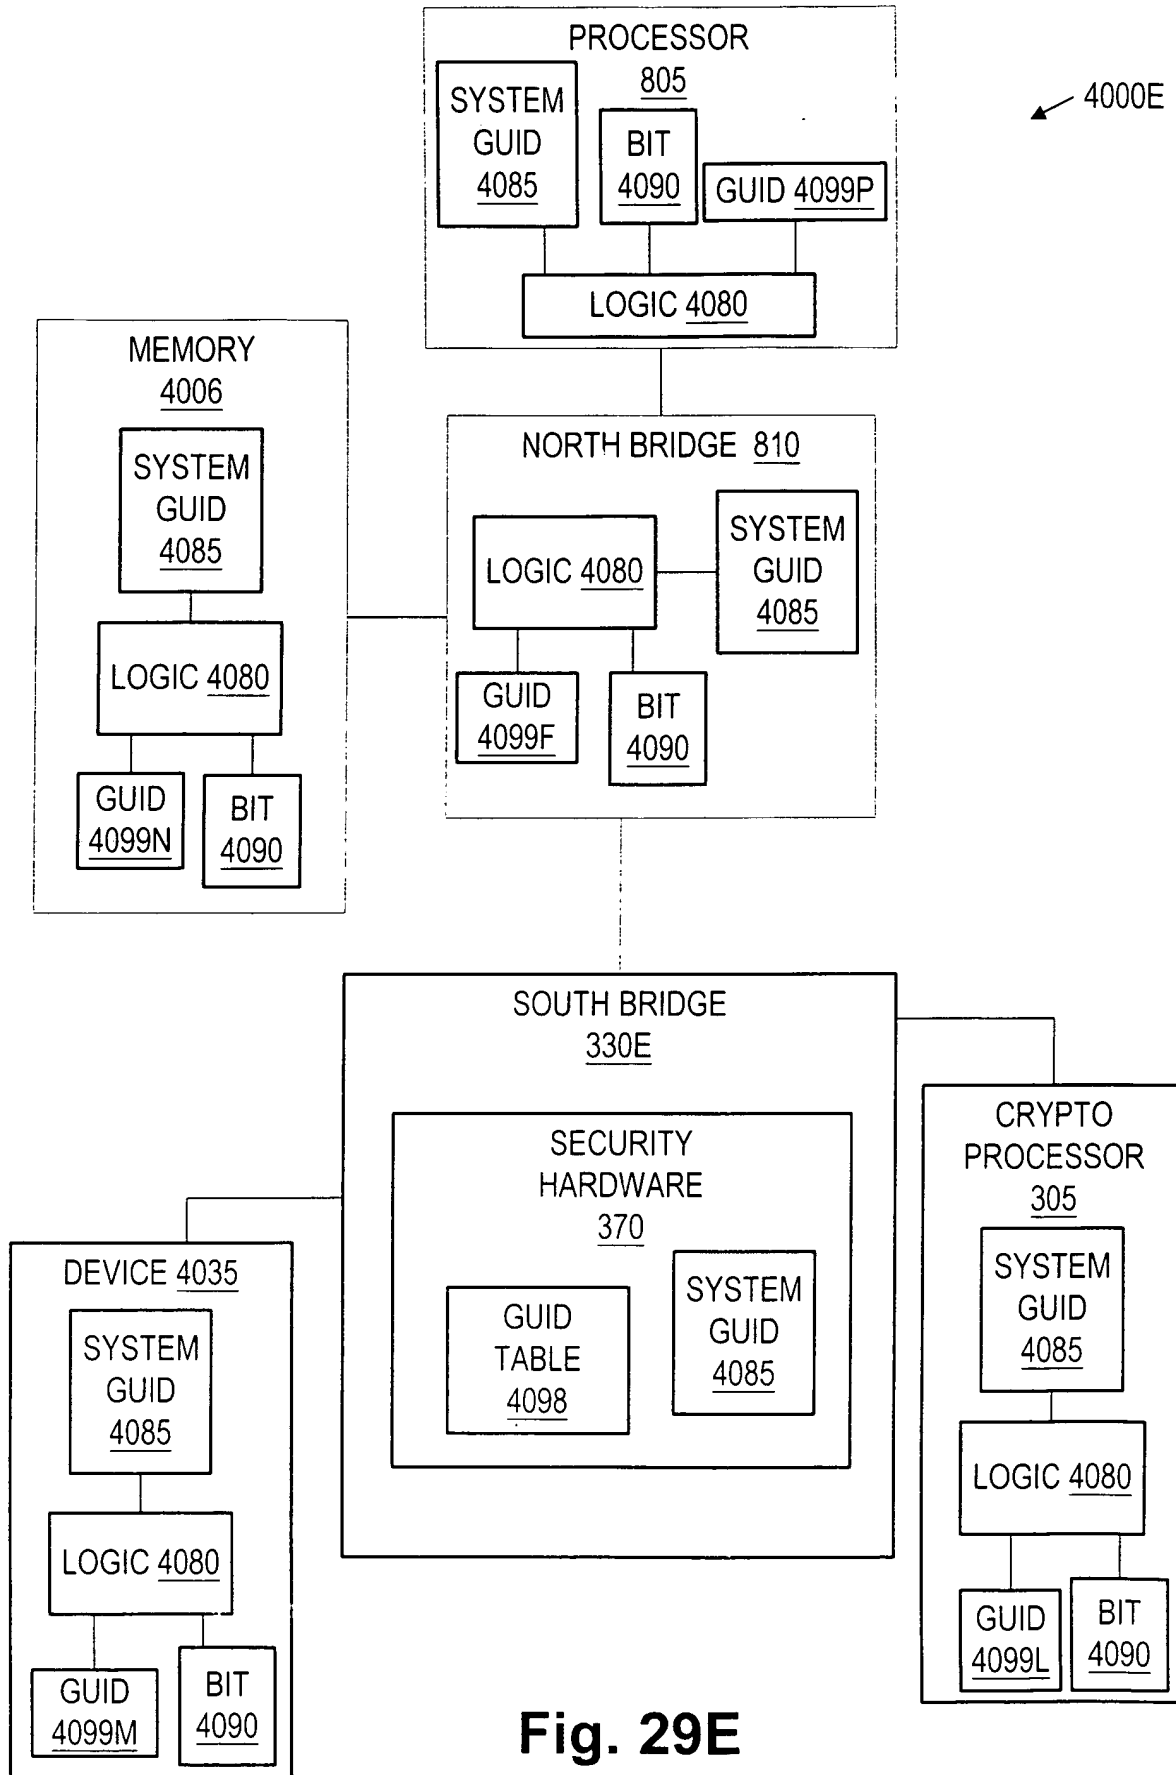 PROCESSOR
805
SYSTEM
GUID
4085
BIT
4090
GUID 4099P
LOGIC 4080
4000E
MEMORY
4006
SYSTEM
GUID
4085
LOGIC 4080
GUID
4099N
BIT
4090
NORTH BRIDGE 810
LOGIC 4080
SYSTEM
GUID
4085
GUID
4099F
BIT
4090
SOUTH BRIDGE
330E
SECURITY
HARDWARE
370
GUID
TABLE
4098
SYSTEM
GUID
4085
CRYPTO
PROCESSOR
305
SYSTEM
GUID
4085
LOGIC 4080
GUID
4099L
BIT
4090
DEVICE 4035
SYSTEM
GUID
4085
LOGIC 4080
GUID
4099M
BIT
4090
Fig. 29E